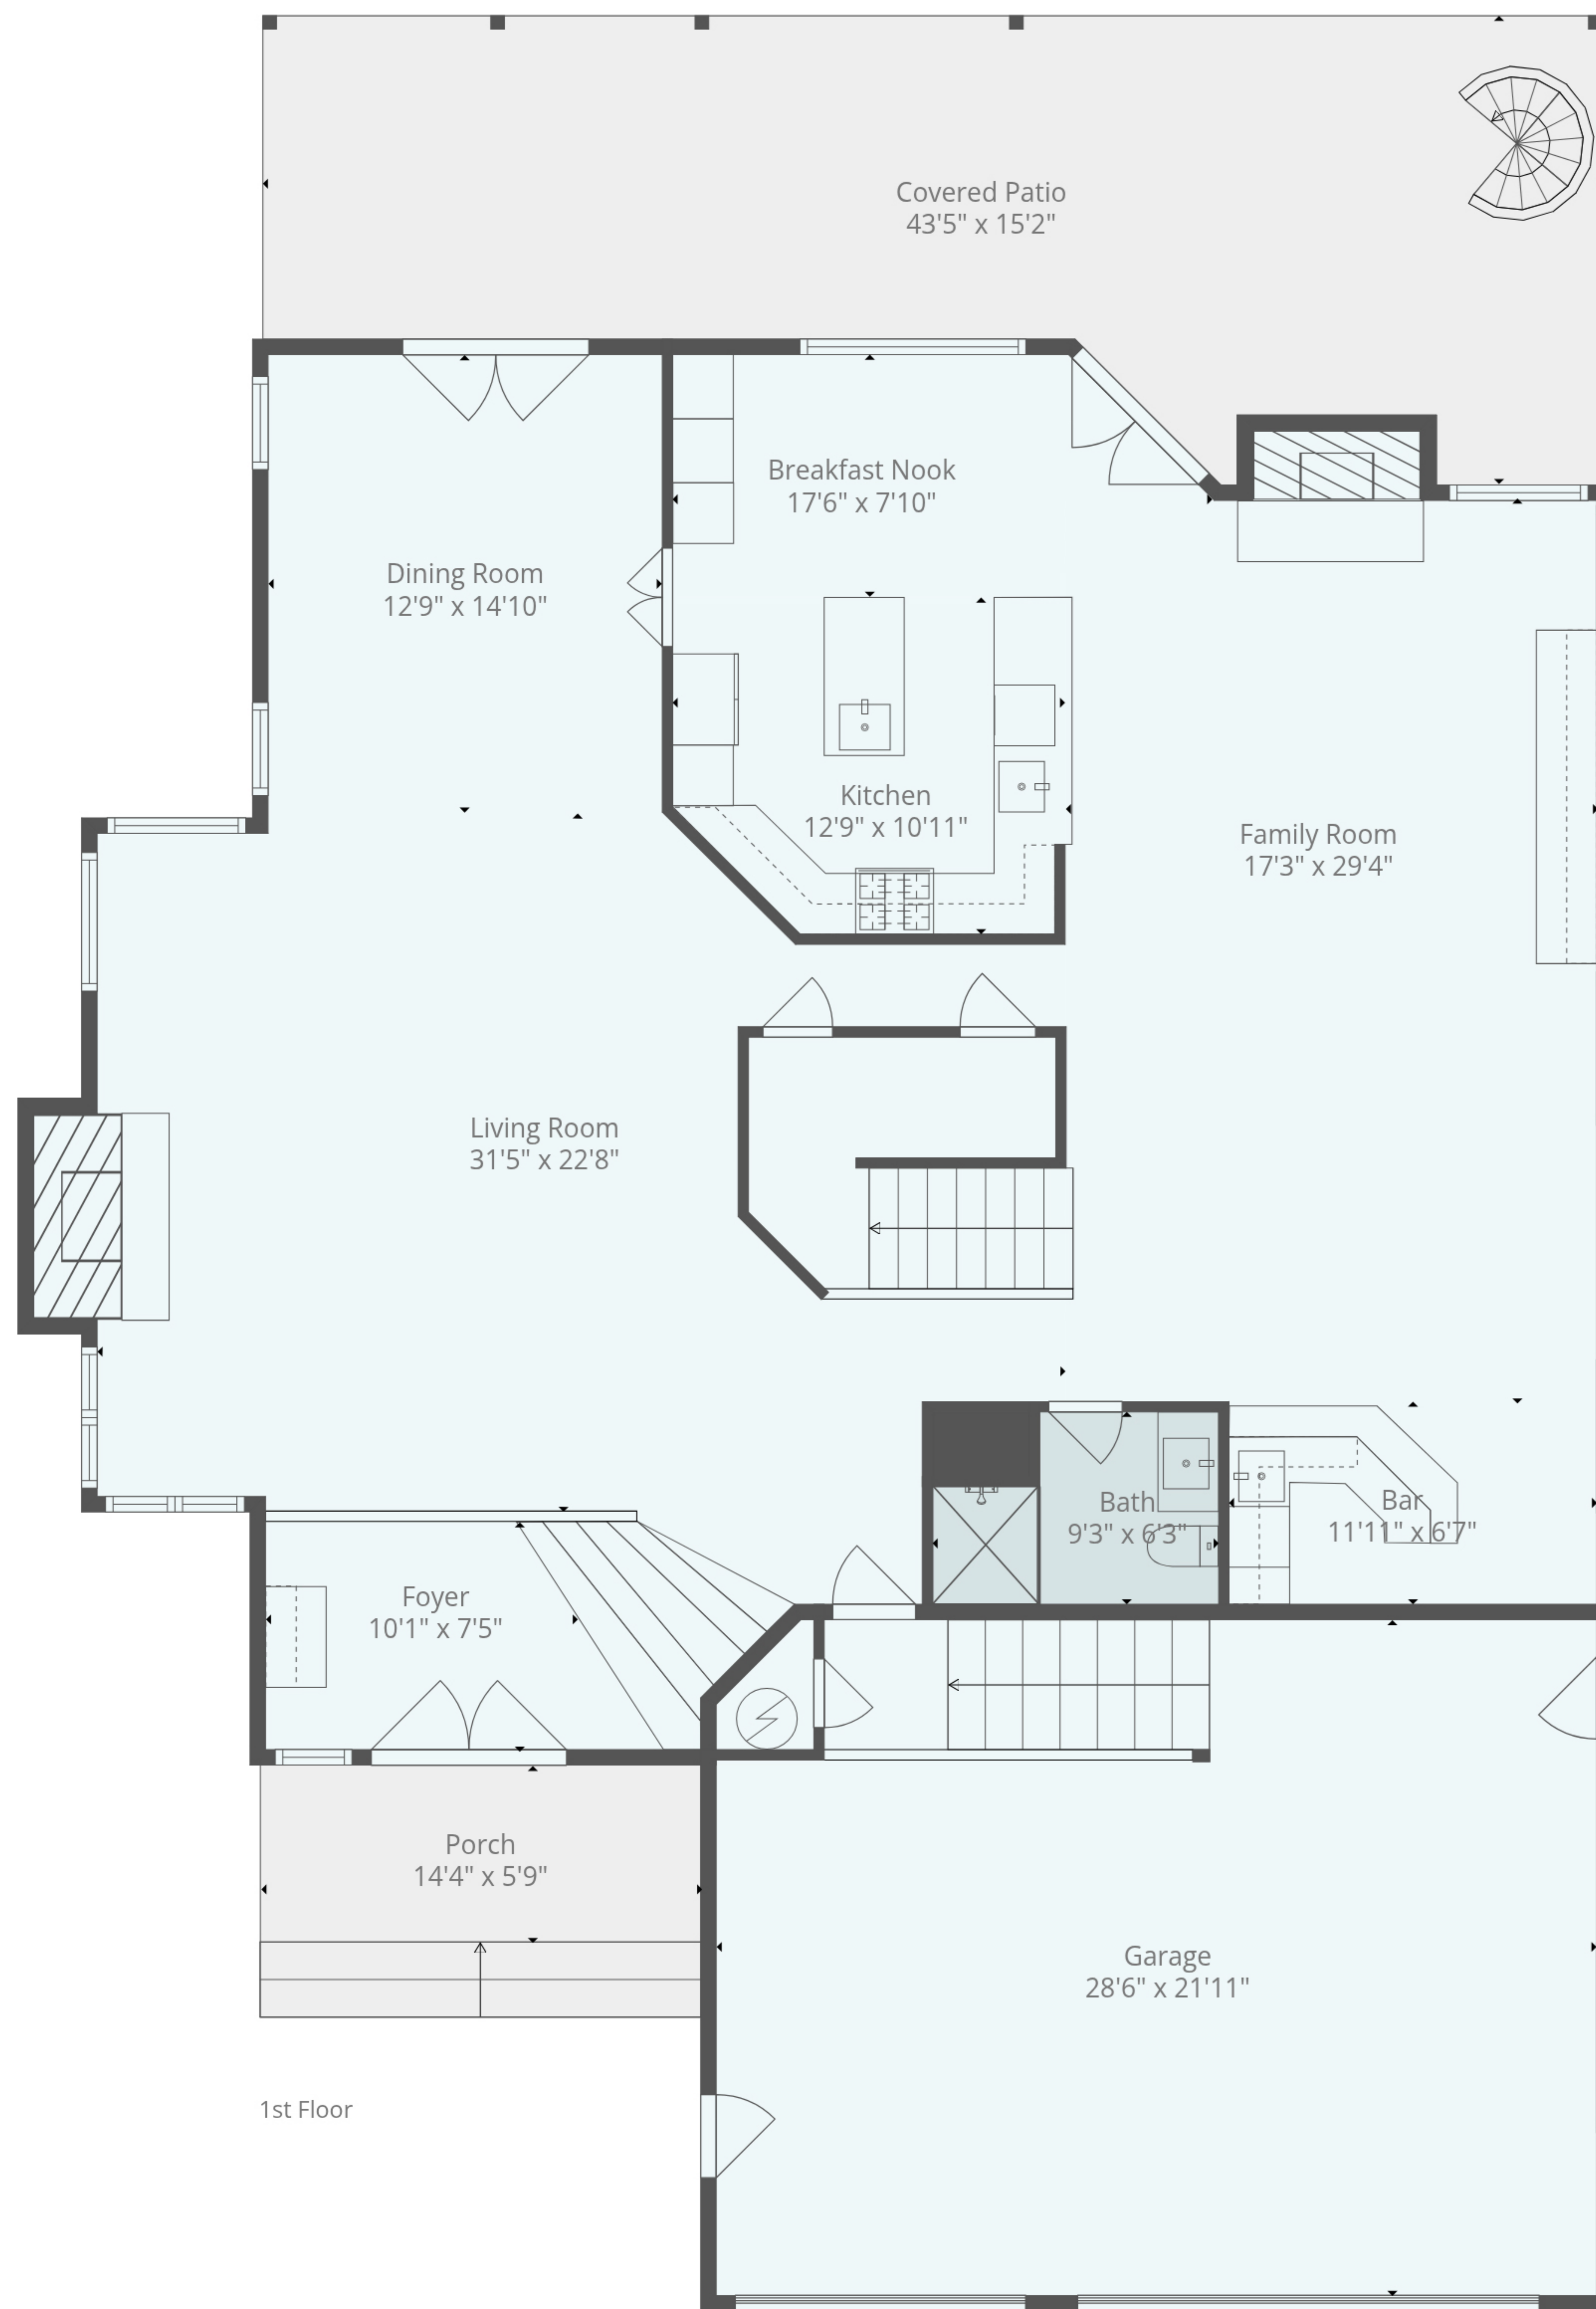 Covered Patio
43'5" x 15'2"
Breakfast Nook
17'6" x 7'10"
Dining Room
12'9" x 14'10"
Kitchen
12'9" x 10'11"
Family Room
17'3" x 29'4"
Living Room
31'5" x 22'8"
Bath
9'3" x 6'3"
Bar
11'11" x 6'7"
Foyer
10'1" x 7'5"
Porch
14'4" x 5'9"
Garage
28'6" x 21'11"
1st Floor